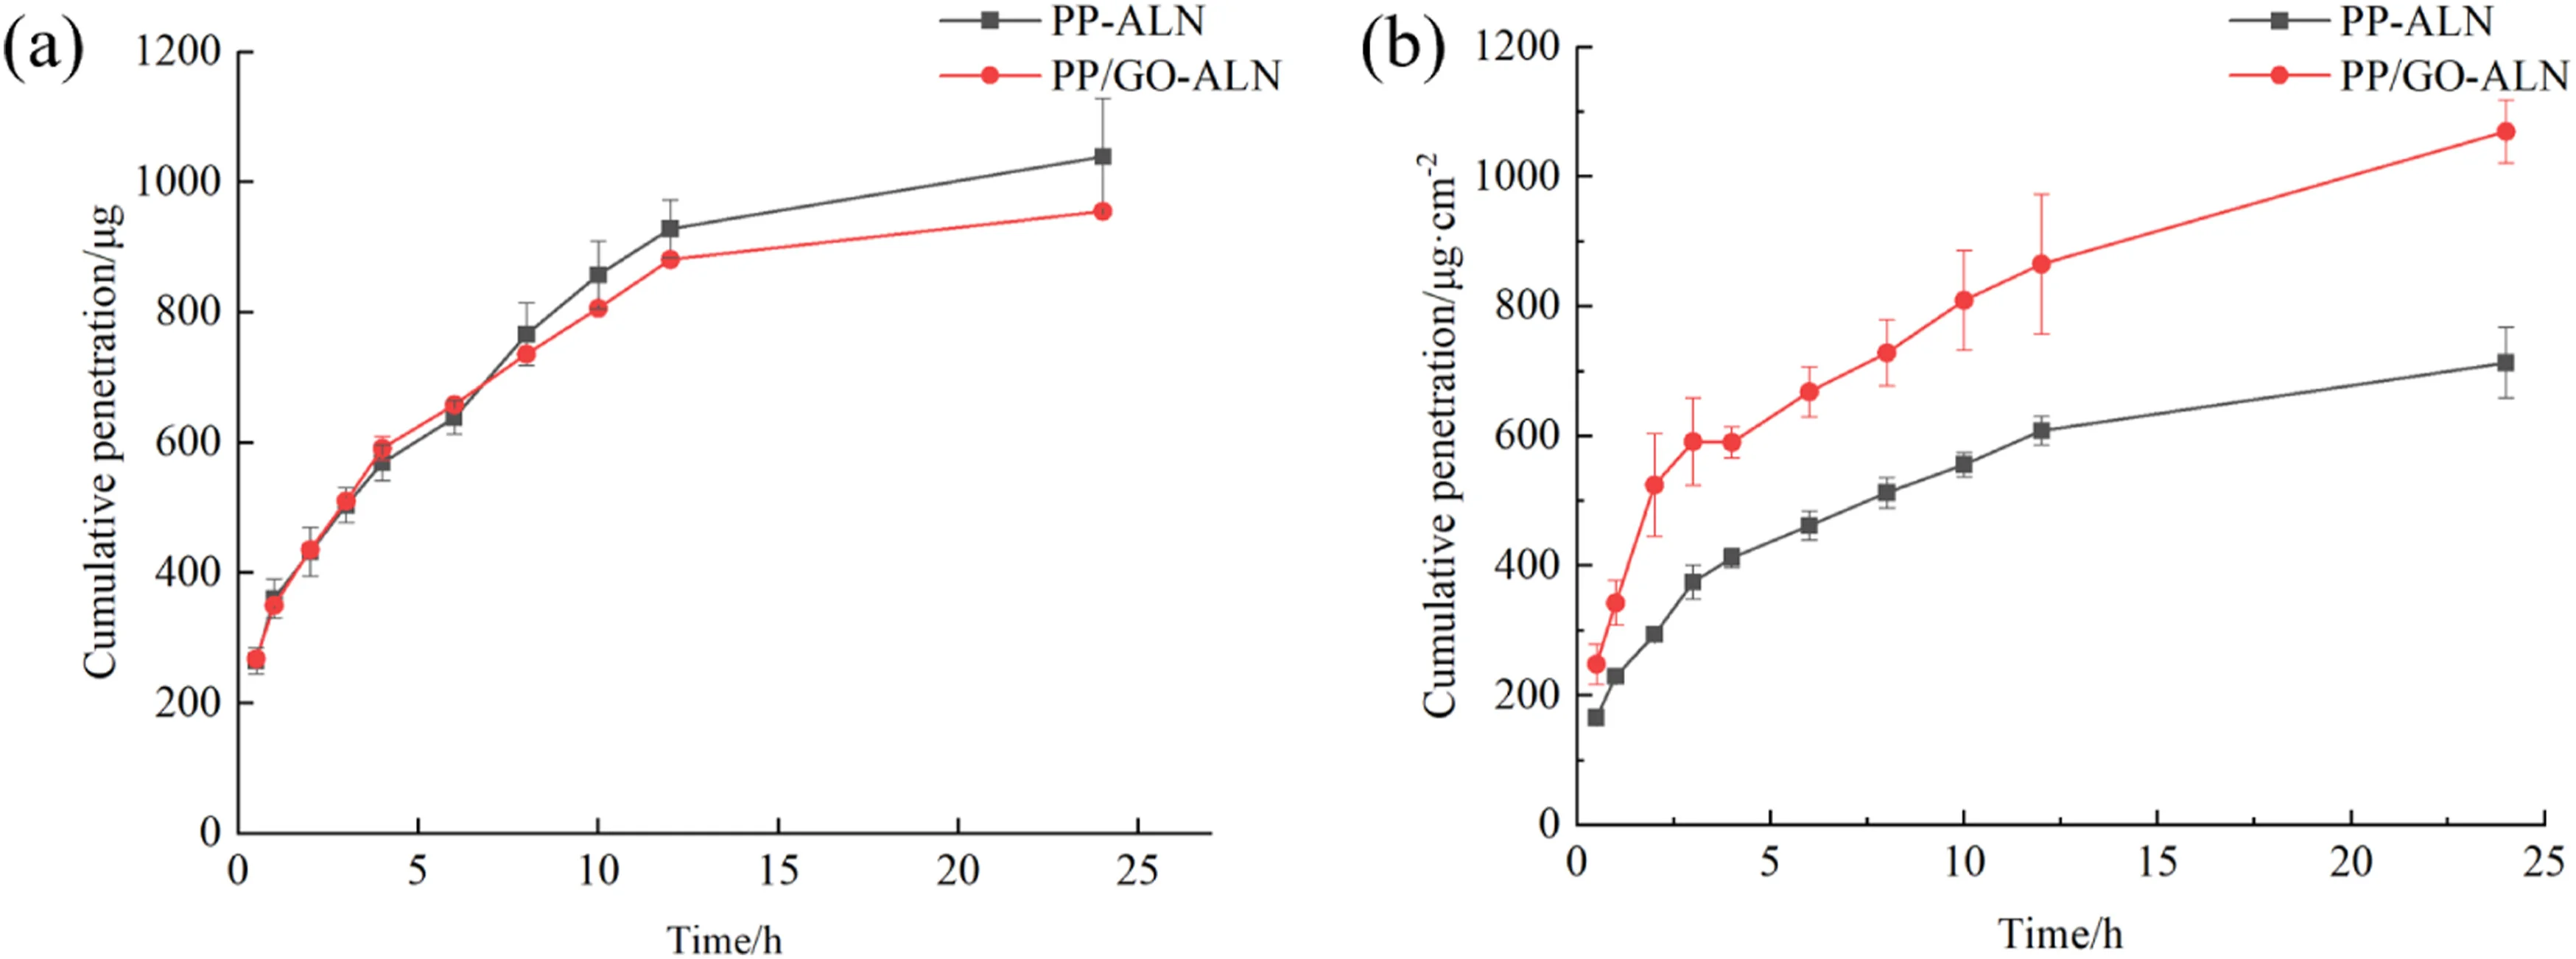 (a)
PP-ALN
PP/GO-ALN
1200
1000
800
600
400
200
0
Cumulative penetration/μg
0 5 10 15 20 25
Time/h
(b)
PP-ALN
PP/GO-ALN
1200
1000
800
600
400
200
0
Cumulative penetration/μg·cm⁻²
0 5 10 15 20 25
Time/h